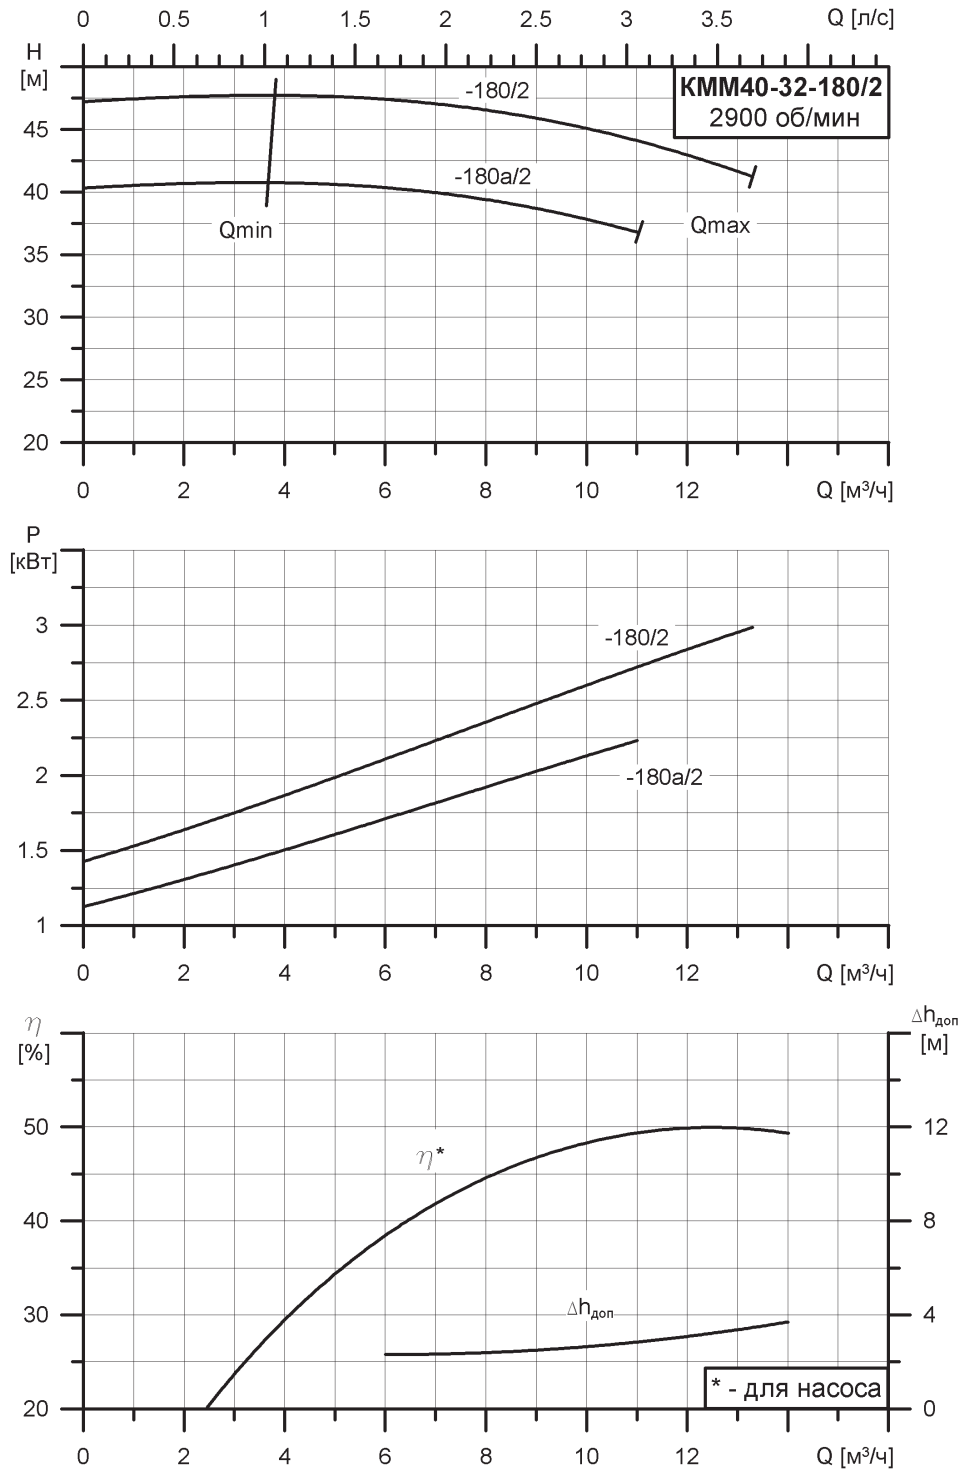 0 0.5 1 1.5 2 2.5 3 3.5 Q [л/с]
H
[м]
КММ40-32-180/2
2900 об/мин
-180/2
45
-180а/2
40
Qmin
Qmax
35
30
25
20
0 2 4 6 8 10 12 Q [м³/ч]
P
[кВт]
3
-180/2
2.5
2
-180а/2
1.5
1
0 2 4 6 8 10 12 Q [м³/ч]
η
[%]
Δhдоп
[м]
50
12
η*
40
8
30
Δhдоп
4
* - для насоса
20
0
0 2 4 6 8 10 12 Q [м³/ч]